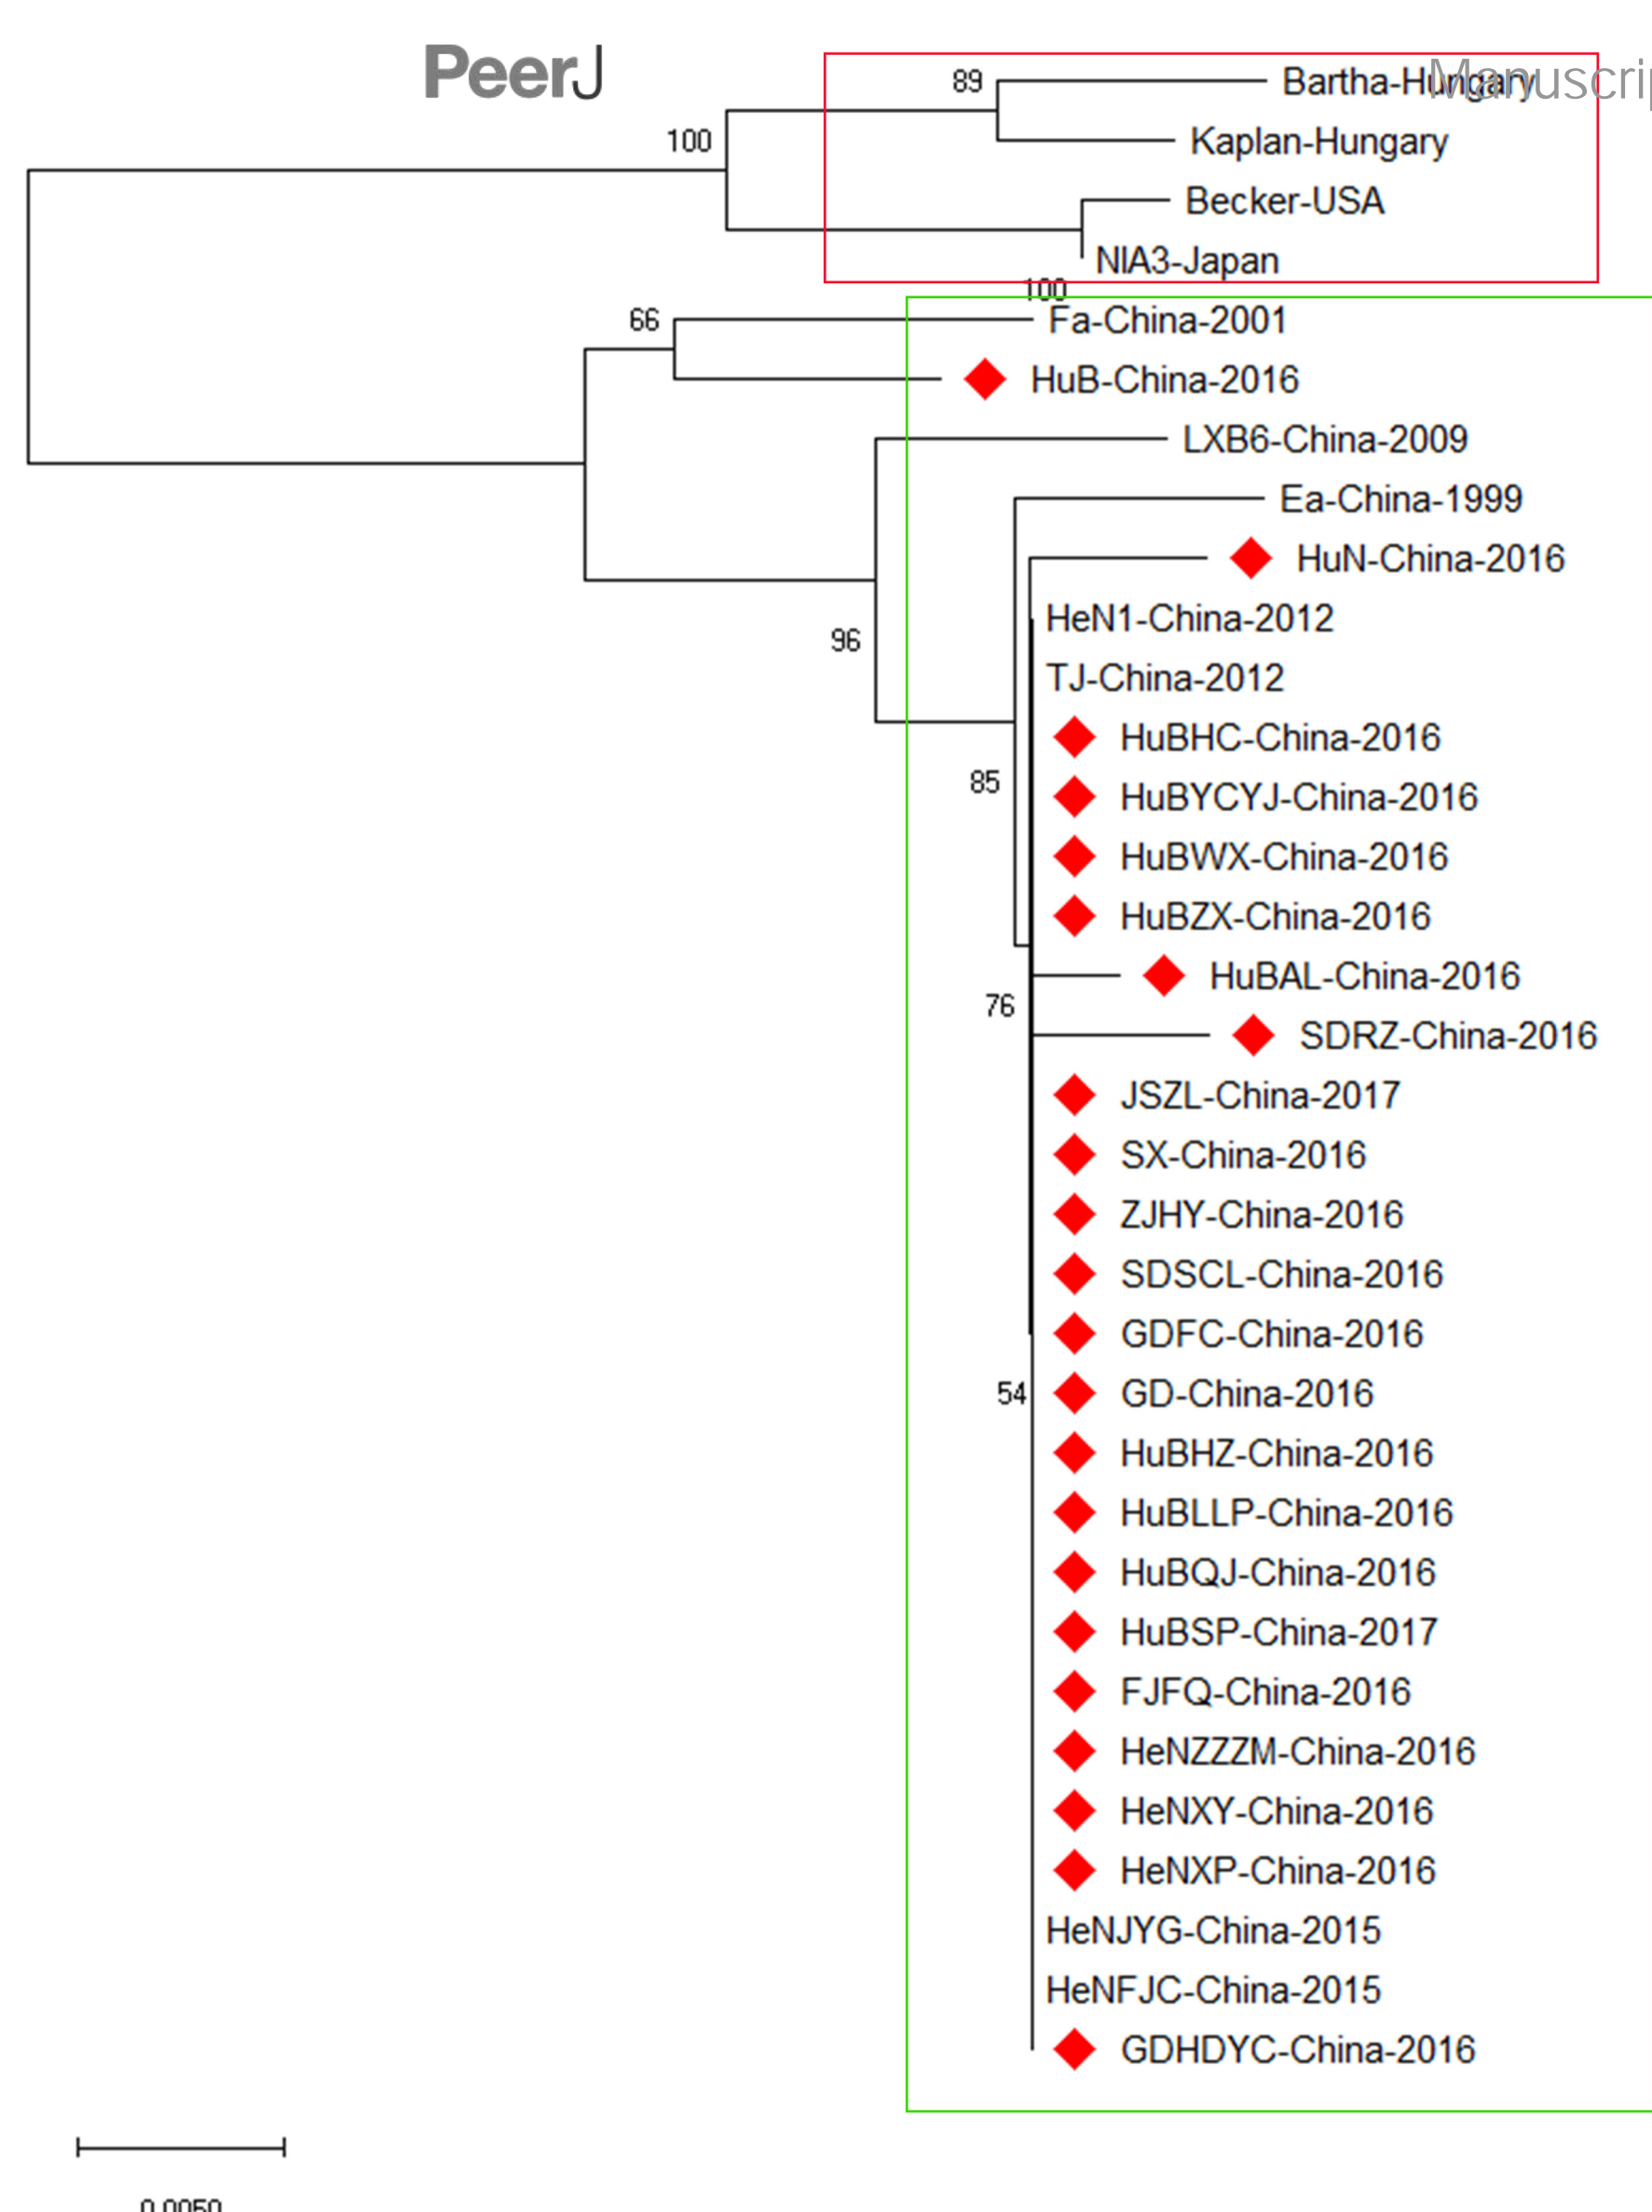 PeerJ
Manuscrip
89
Bartha-Hungary
100
Kaplan-Hungary
Becker-USA
NIA3-Japan
100
66
Fa-China-2001
HuB-China-2016
LXB6-China-2009
Ea-China-1999
HuN-China-2016
HeN1-China-2012
96
TJ-China-2012
HuBHC-China-2016
85
HuBYCYJ-China-2016
HuBWX-China-2016
HuBZX-China-2016
HuBAL-China-2016
76
SDRZ-China-2016
JSZL-China-2017
SX-China-2016
ZJHY-China-2016
SDSCL-China-2016
GDFC-China-2016
54
GD-China-2016
HuBHZ-China-2016
HuBLLP-China-2016
HuBQJ-China-2016
HuBSP-China-2017
FJFQ-China-2016
HeNZZZM-China-2016
HeNXY-China-2016
HeNXP-China-2016
HeNJYG-China-2015
HeNFJC-China-2015
GDHDYC-China-2016
0.0050